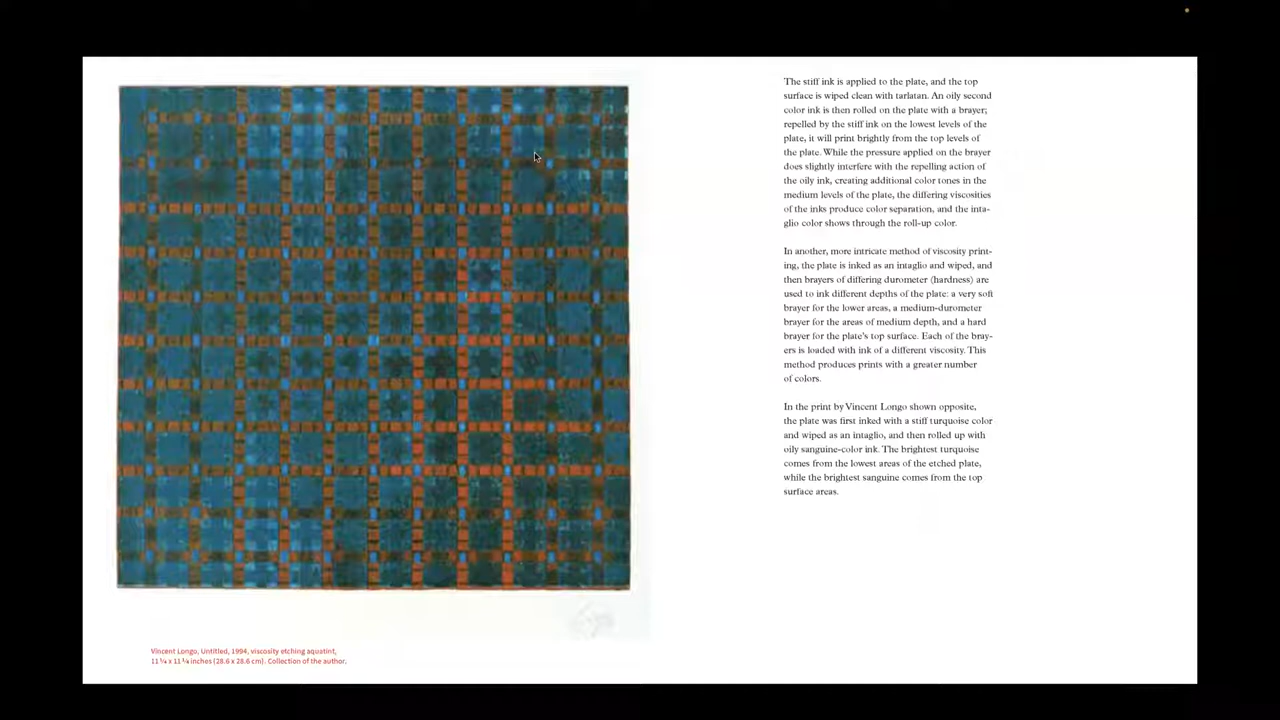 The stiff ink is applied to the plate, and the top
surface is wiped clean with tarlatan. An oily second
color ink is then rolled on the plate with a brayer;
repelled by the stiff ink on the lowest levels of the
plate, it will print brightly from the top levels of
the plate. While the pressure applied on the brayer
does slightly interfere with the repelling action of
the oily ink, creating additional color tones in the
medium levels of the plate, the differing viscosities
of the inks produce color separation, and the inta-
glio color shows through the roll-up color.
In another, more intricate method of viscosity print-
ing, the plate is inked as an intaglio and wiped, and
then brayers of differing durometer (hardness) are
used to ink different depths of the plate: a very soft
brayer for the lower areas, a medium-durometer
brayer for the areas of medium depth, and a hard
brayer for the plate's top surface. Each of the bray-
ers is loaded with ink of a different viscosity. This
method produces prints with a greater number
of colors.
In the print by Vincent Longo shown opposite,
the plate was first inked with a stiff turquoise color
and wiped as an intaglio, and then rolled up with
oily sanguine-color ink. The brightest turquoise
comes from the lowest areas of the etched plate,
while the brightest sanguine comes from the top
surface areas.
Vincent Longo, Untitled, 1994, viscosity etching aquatint,
11 ¼ x 11 ¼ inches (28.6 x 28.6 cm). Collection of the author.